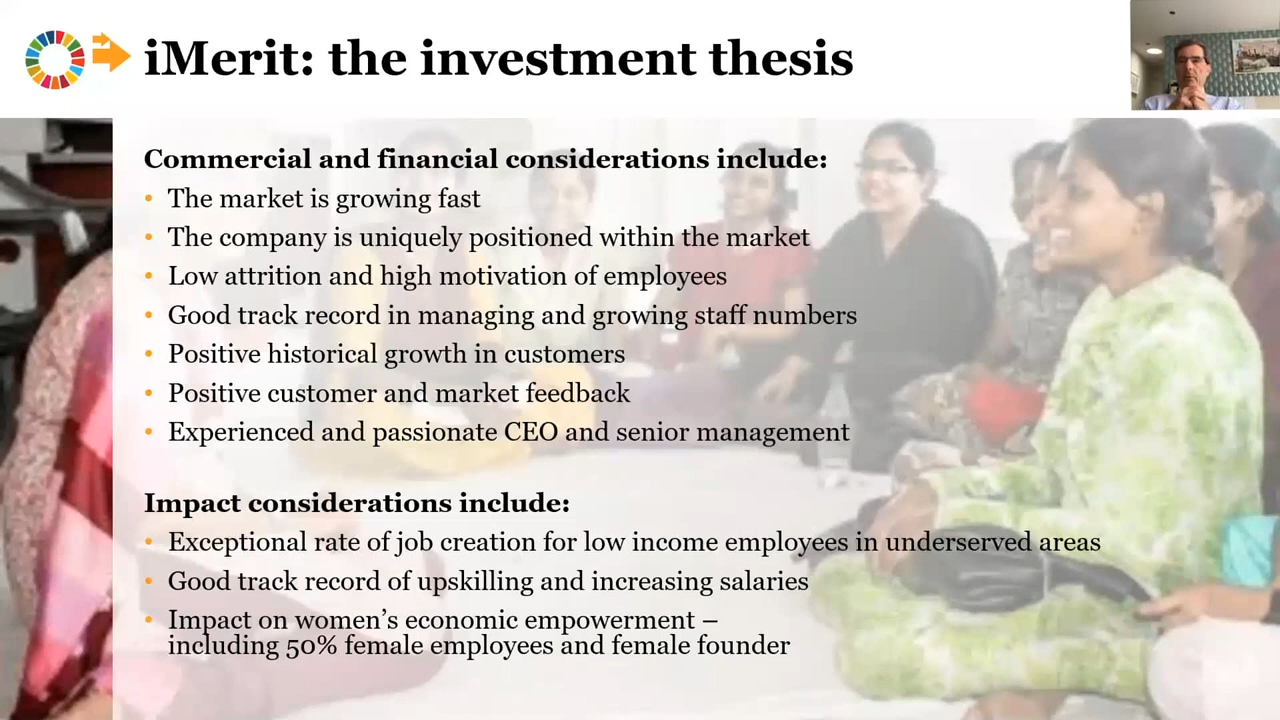 iMerit: the investment thesis
Commercial and financial considerations include:
• The market is growing fast
• The company is uniquely positioned within the market
• Low attrition and high motivation of employees
• Good track record in managing and growing staff numbers
• Positive historical growth in customers
• Positive customer and market feedback
• Experienced and passionate CEO and senior management
Impact considerations include:
• Exceptional rate of job creation for low income employees in underserved areas
• Good track record of upskilling and increasing salaries
• Impact on women’s economic empowerment –
including 50% female employees and female founder